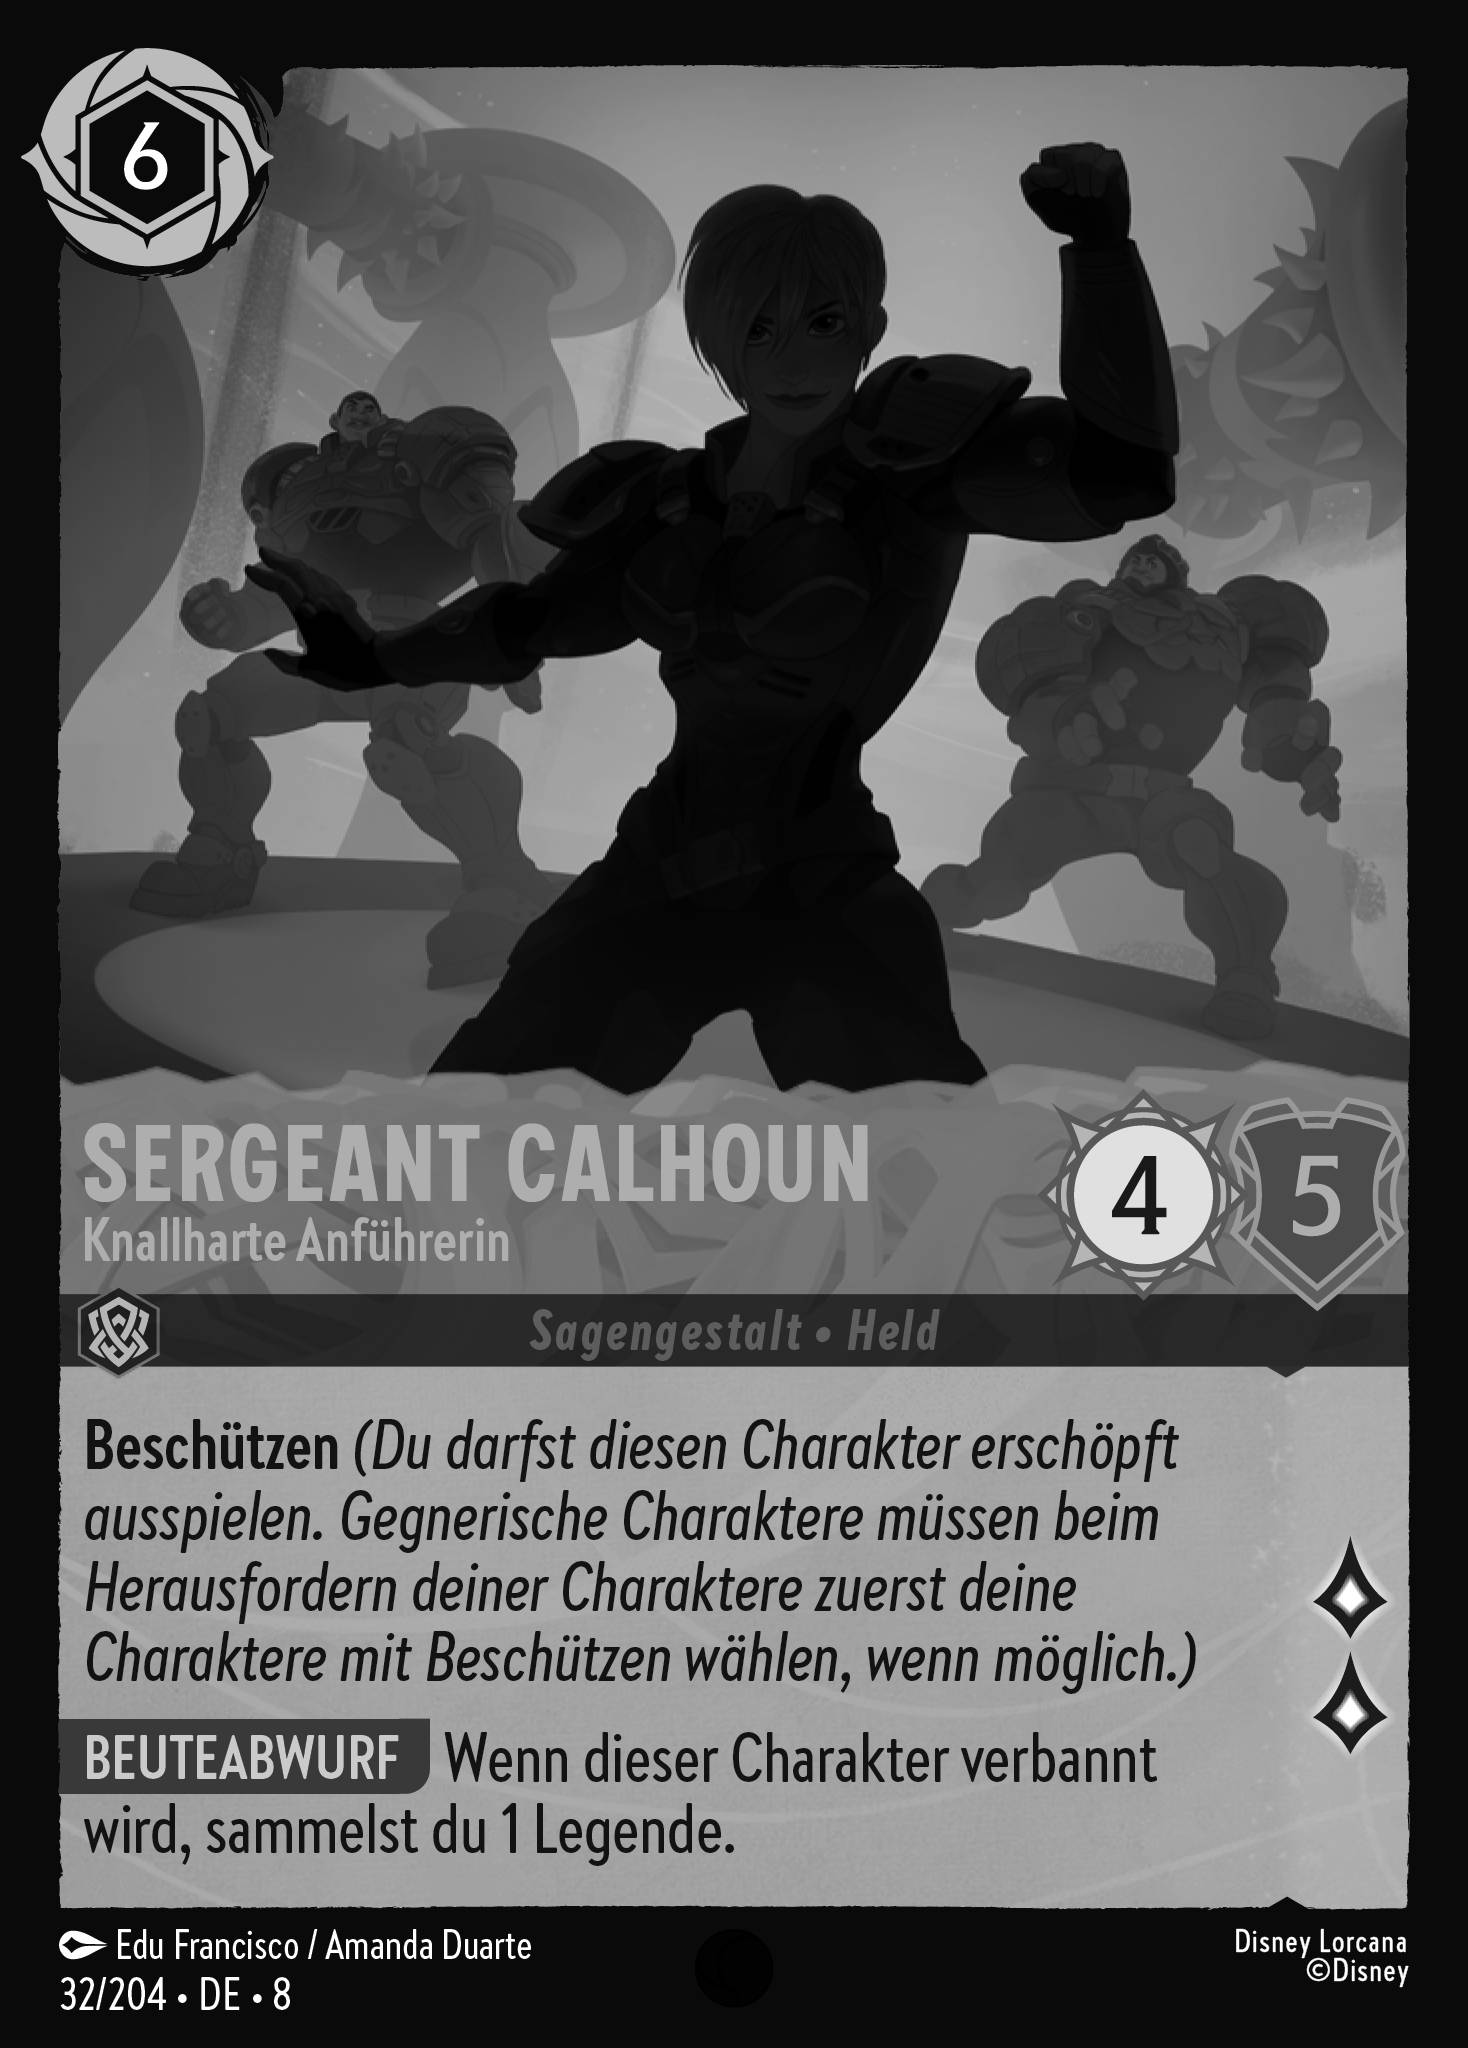 6
SERGEANT CALHOUN
Knallharte Anführerin
4
5
Sagengestalt • Held
Beschützen (Du darfst diesen Charakter erschöpft
ausspielen. Gegnerische Charaktere müssen beim
Herausfordern deiner Charaktere zuerst deine
Charaktere mit Beschützen wählen, wenn möglich.)
BEUTEABWURF Wenn dieser Charakter verbannt
wird, sammelst du 1 Legende.
Edu Francisco / Amanda Duarte
32/204 • DE • 8
Disney Lorcana
©Disney